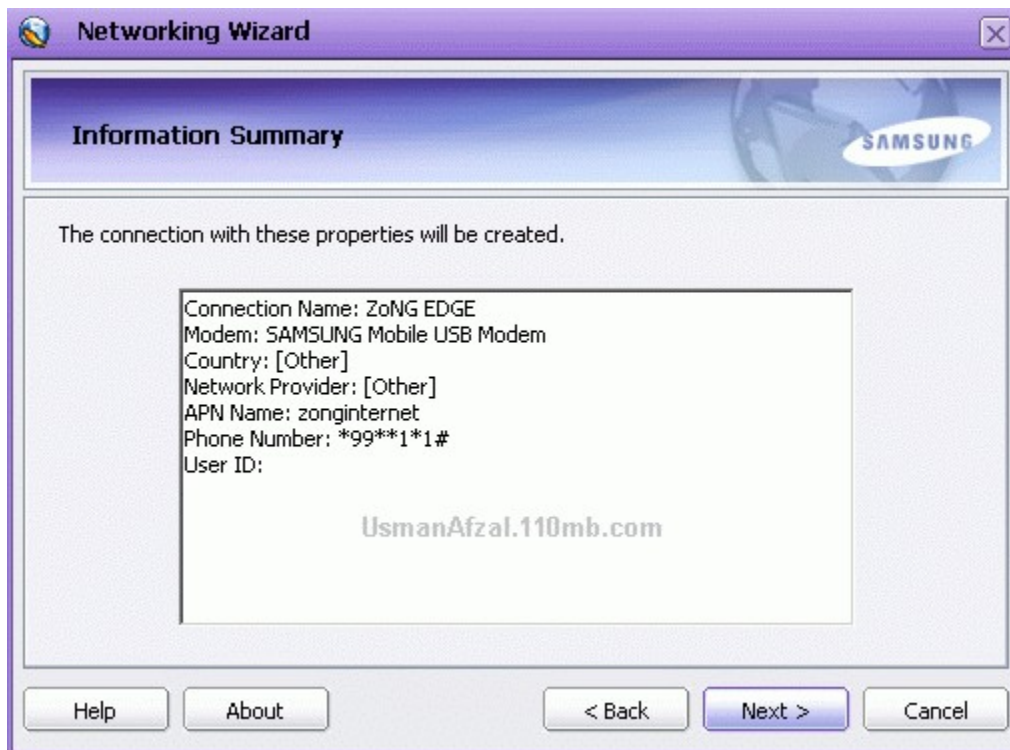 Networking Wizard
Information Summary
SAMSUNG
The connection with these properties will be created.
Connection Name: ZoNG EDGE
Modem: SAMSUNG Mobile USB Modem
Country: [Other]
Network Provider: [Other]
APN Name: zonginternet
Phone Number: *99**1*1#
User ID:
UsmanAfzal.110mb.com
Help About < Back Next > Cancel